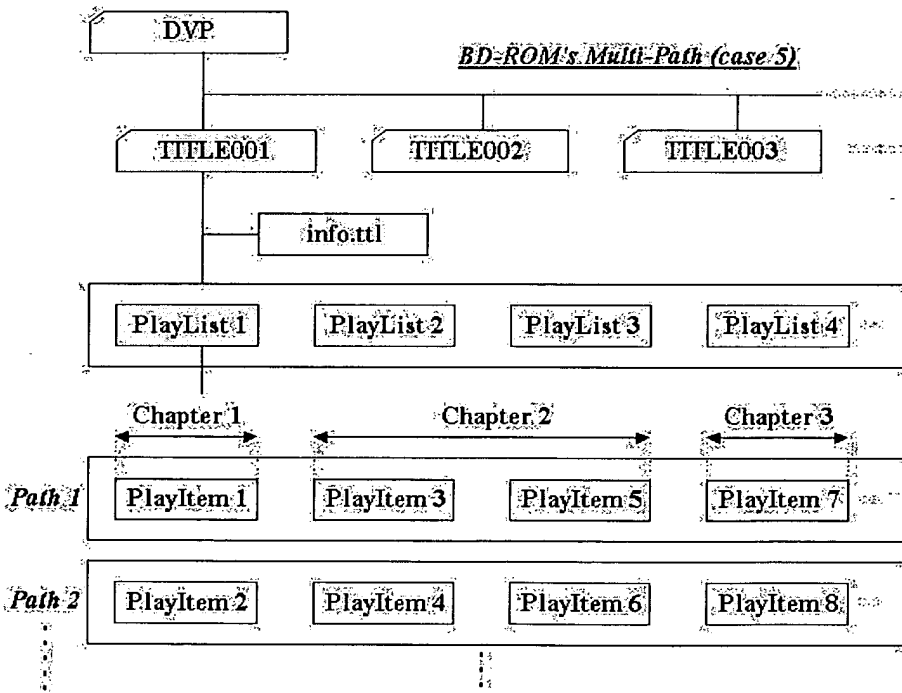 DVP
BD-ROM's Multi-Path (case 5)
TITLE001 TITLE002 TITLE003
info.ttl
PlayList 1 PlayList 2 PlayList 3 PlayList 4
Chapter 1 Chapter 2 Chapter 3
Path 1 PlayItem 1 PlayItem 3 PlayItem 5 PlayItem 7
Path 2 PlayItem 2 PlayItem 4 PlayItem 6 PlayItem 8